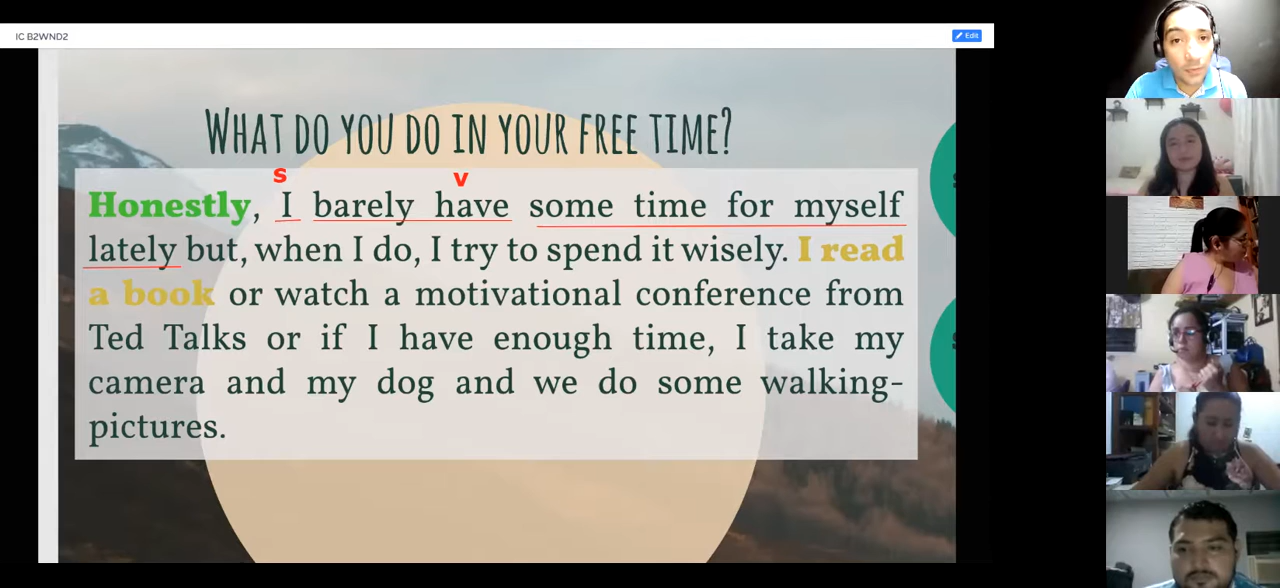 IC B2WND2
Edit
WHAT DO YOU DO IN YOUR FREE TIME?
S
V
Honestly, I barely have some time for myself
lately but, when I do, I try to spend it wisely. I read
a book or watch a motivational conference from
Ted Talks or if I have enough time, I take my
camera and my dog and we do some walking-
pictures.